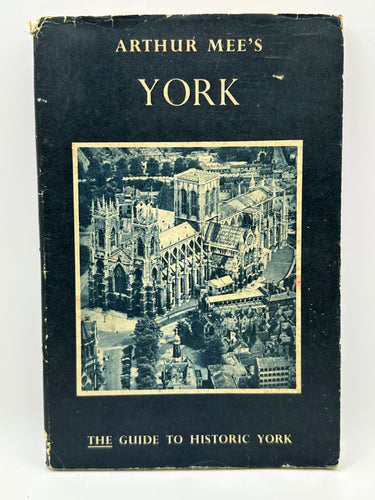 ARTHUR MEE'S
YORK
THE GUIDE TO HISTORIC YORK